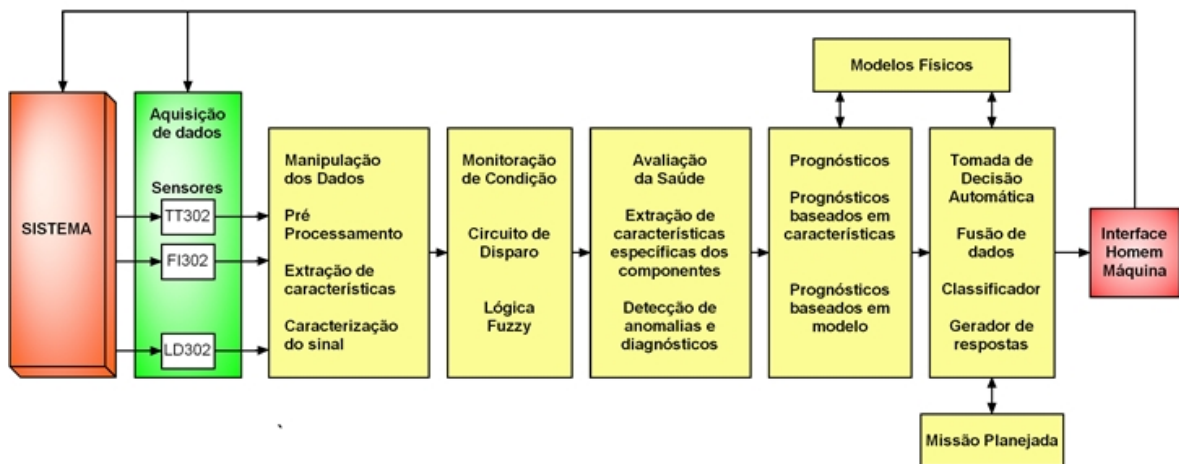 Modelos Físicos
SISTEMA
Aquisição
de dados
Sensores
TT302
FI302
LD302
Manipulação
dos Dados
Pré
Processamento
Extração de
características
Caracterização
do sinal
Monitoração
de Condição
Circuito de
Disparo
Lógica
Fuzzy
Avaliação
da Saúde
Extração de
características
específicas dos
componentes
Detecção de
anomalias e
diagnósticos
Prognósticos
Prognósticos
baseados em
características
Prognósticos
baseados em
modelo
Tomada de
Decisão
Automática
Fusão de
dados
Classificador
Gerador de
respostas
Interface
Homem
Máquina
Missão Planejada